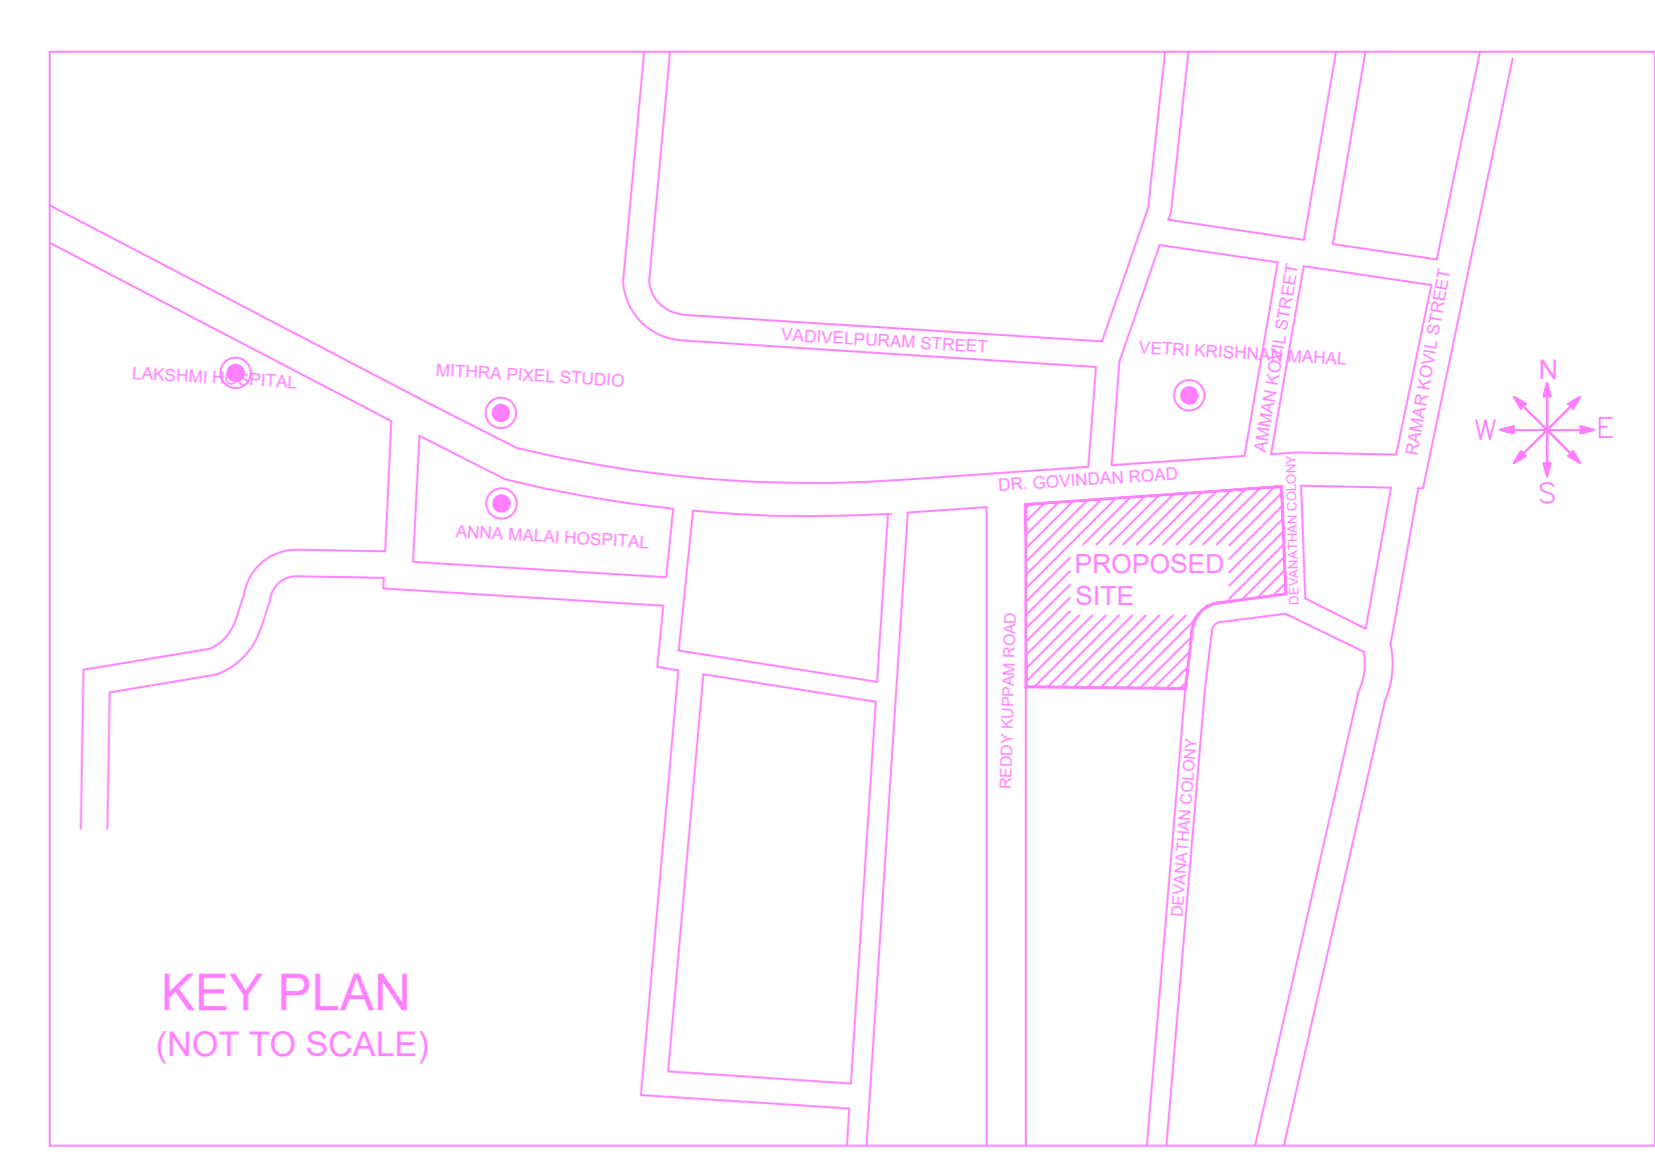 VADIVELPURAM STREET
VETRI KRISHNAN MAHAL
AMMAN KOVIL STREET
RAMAR KOVIL STREET
LAKSHMI HOSPITAL
MITHRA PIXEL STUDIO
N
W
E
S
DR. GOVINDAN ROAD
ANNA MALAI HOSPITAL
DEVANATHAN COLONY
PROPOSED
SITE
REDDY KUPPAM ROAD
DEVANATHAN COLONY
KEY PLAN
(NOT TO SCALE)